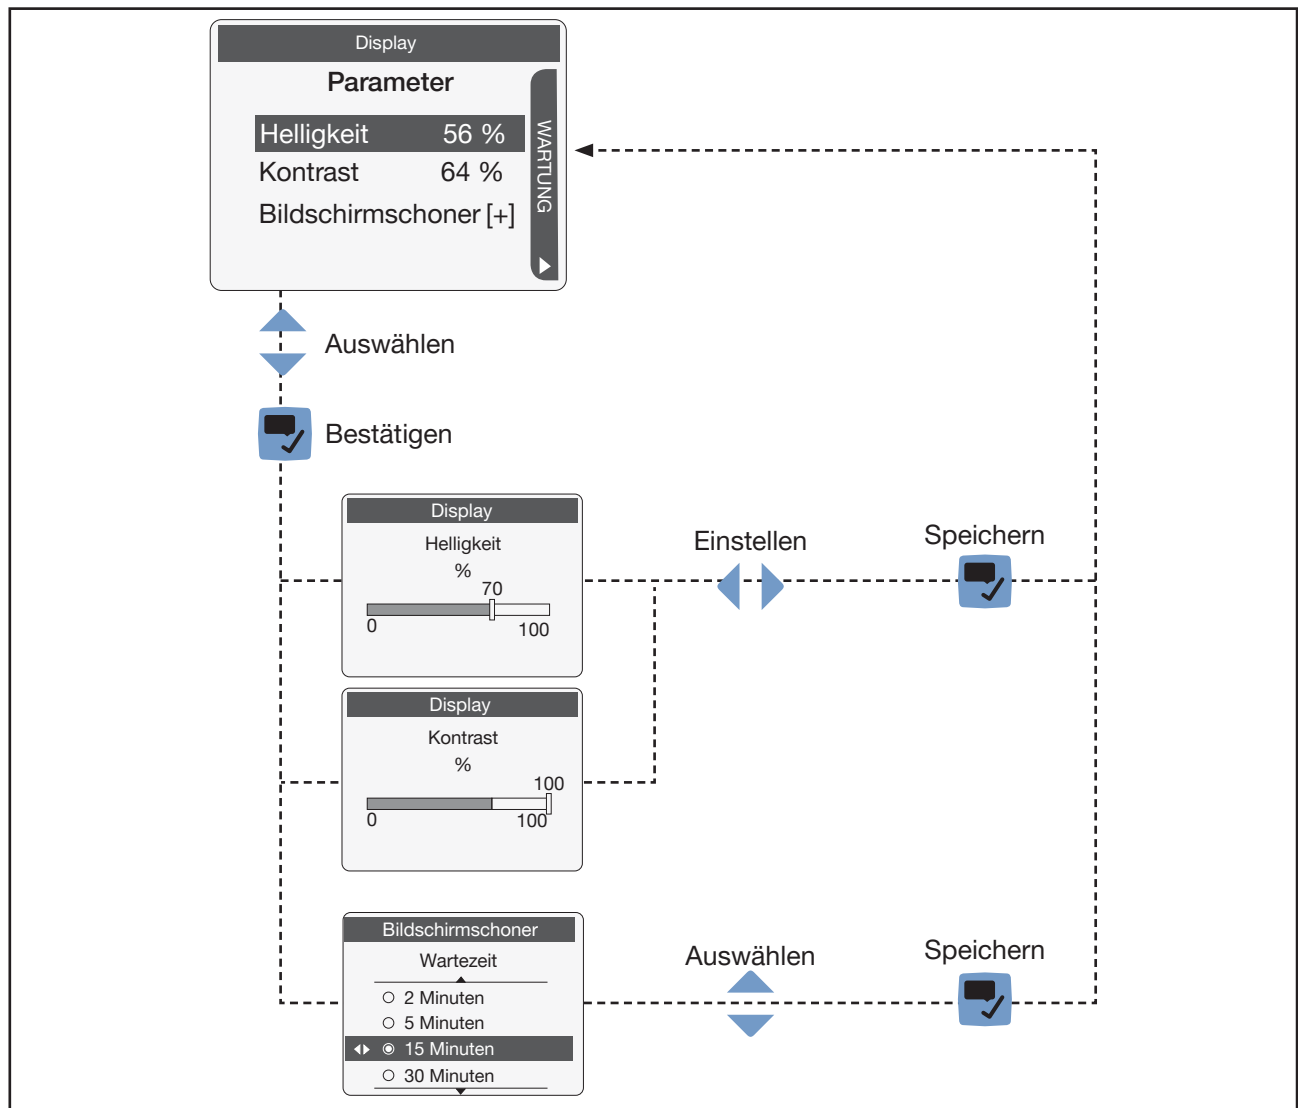 Display
Parameter
Helligkeit 56 %
Kontrast 64 %
Bildschirmschoner [+]
WARTUNG
Auswählen
Bestätigen
Display
Helligkeit
%
70
0 100
Einstellen
Speichern
Display
Kontrast
%
100
0 100
Bildschirmschoner
Wartezeit
2 Minuten
5 Minuten
15 Minuten
30 Minuten
Auswählen
Speichern